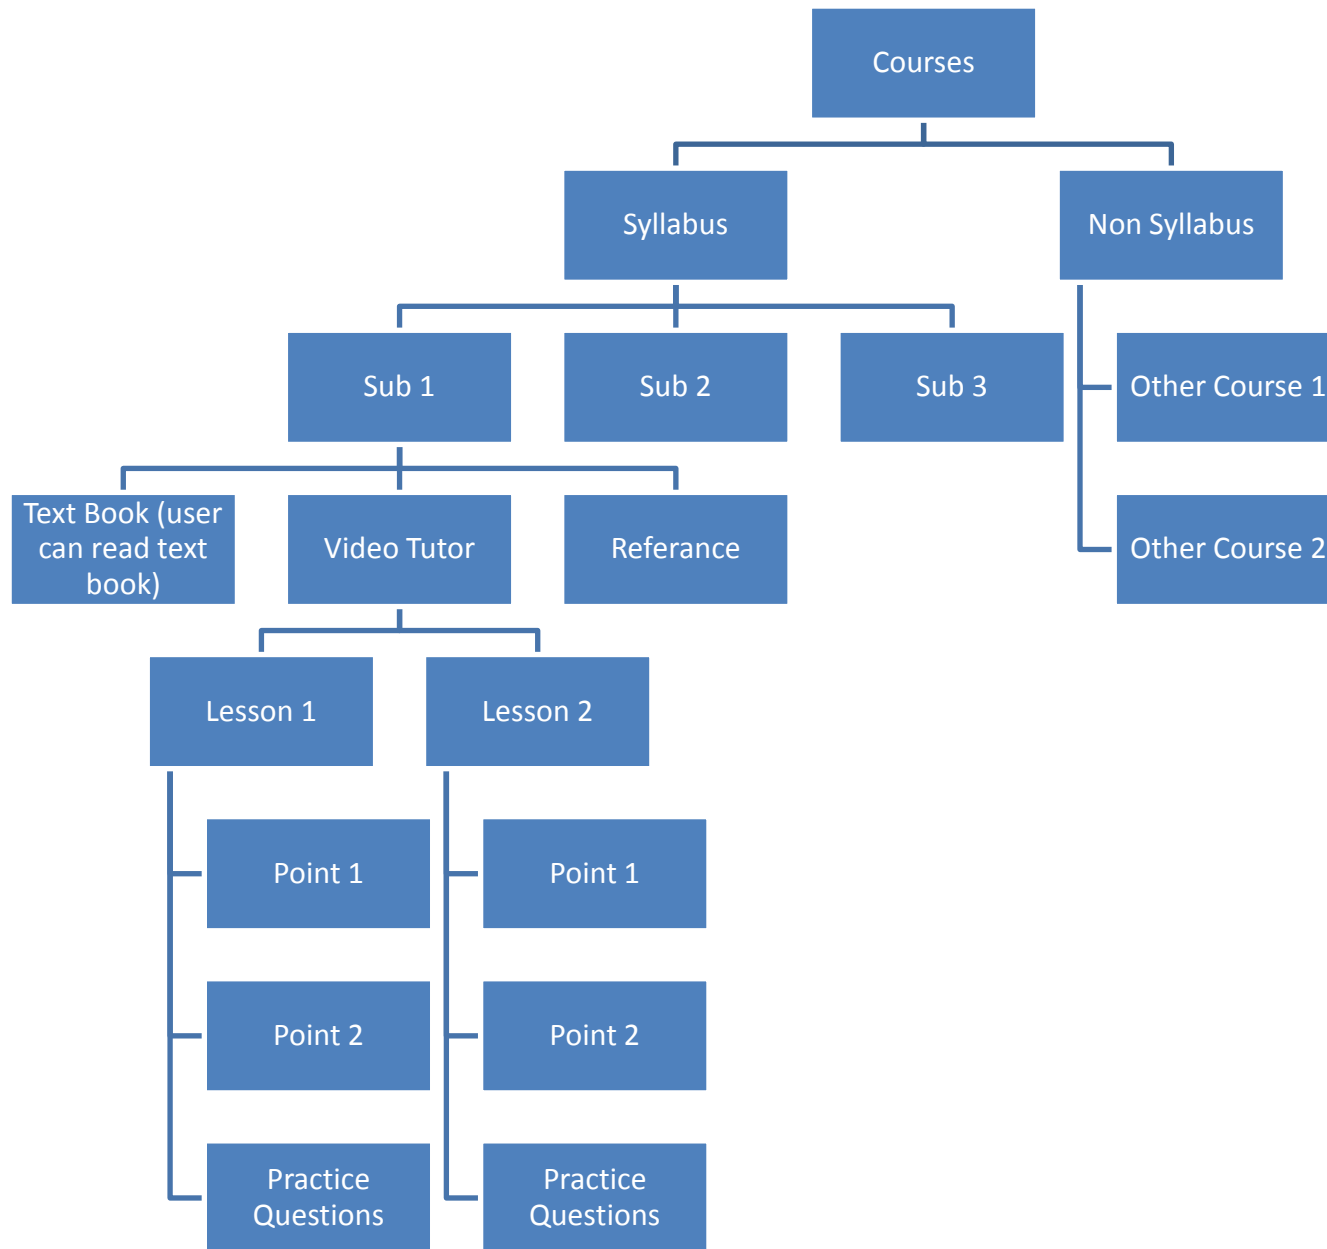 Courses
Syllabus
Non Syllabus
Sub 1
Sub 2
Sub 3
Other Course 1
Text Book (user
can read text
book)
Video Tutor
Referance
Other Course 2
Lesson 1
Lesson 2
Point 1
Point 1
Point 2
Point 2
Practice
Questions
Practice
Questions